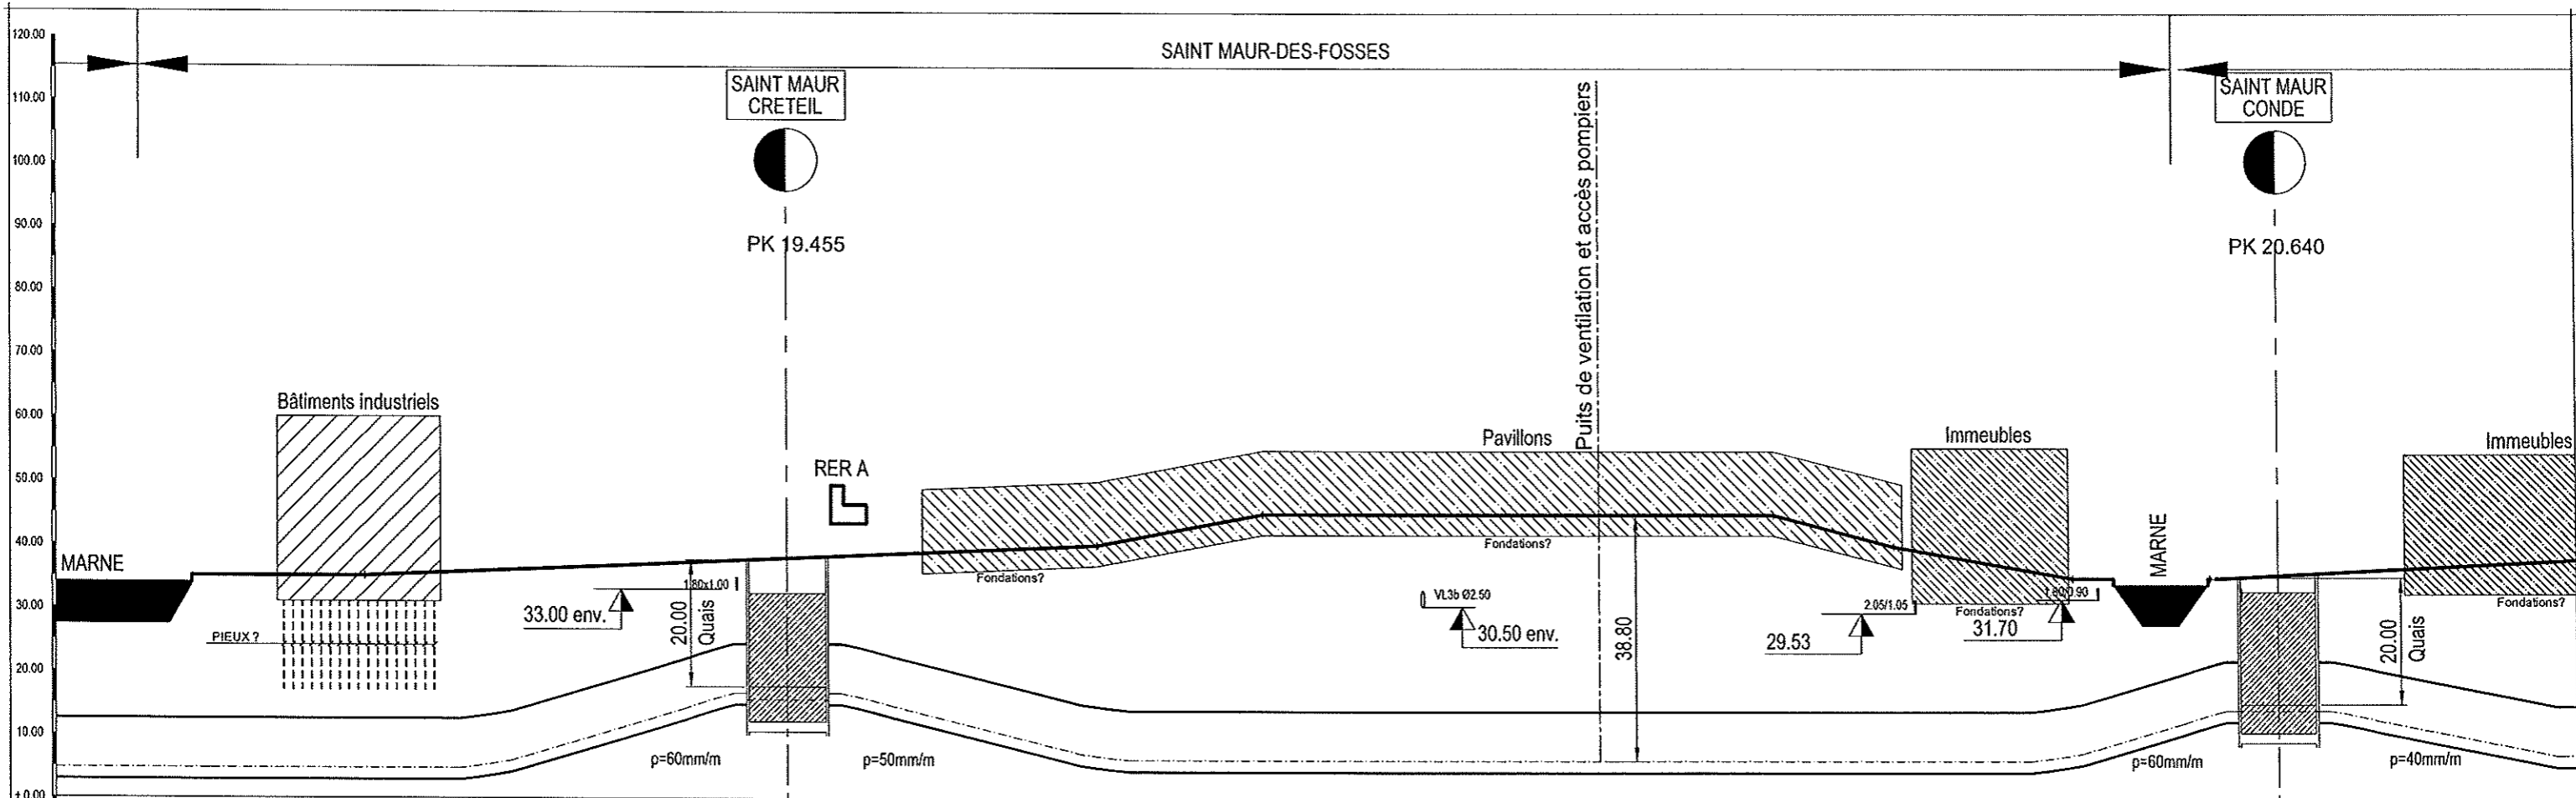 SAINT MAUR-DES-FOSSES
120.00
110.00
100.00
90.00
80.00
70.00
60.00
50.00
40.00
30.00
20.00
10.00
±0.00
SAINT MAUR
CRETEIL
PK 19.455
SAINT MAUR
CONDE
PK 20.640
Puits de ventilation et accès pompiers
Bâtiments industriels
RER A
Pavillons
Immeubles
Immeubles
MARNE
PIEUX ?
33.00 env.
1.80x1.00
20.00
Quais
Fondations?
Fondations?
VL3b Ø2.50
30.50 env.
38.80
2.05/1.05
29.53
Fondations?
1.80/0.90
31.70
MARNE
20.00
Quais
Fondations?
p=60mm/m
p=50mm/m
p=60mm/m
p=40mm/m